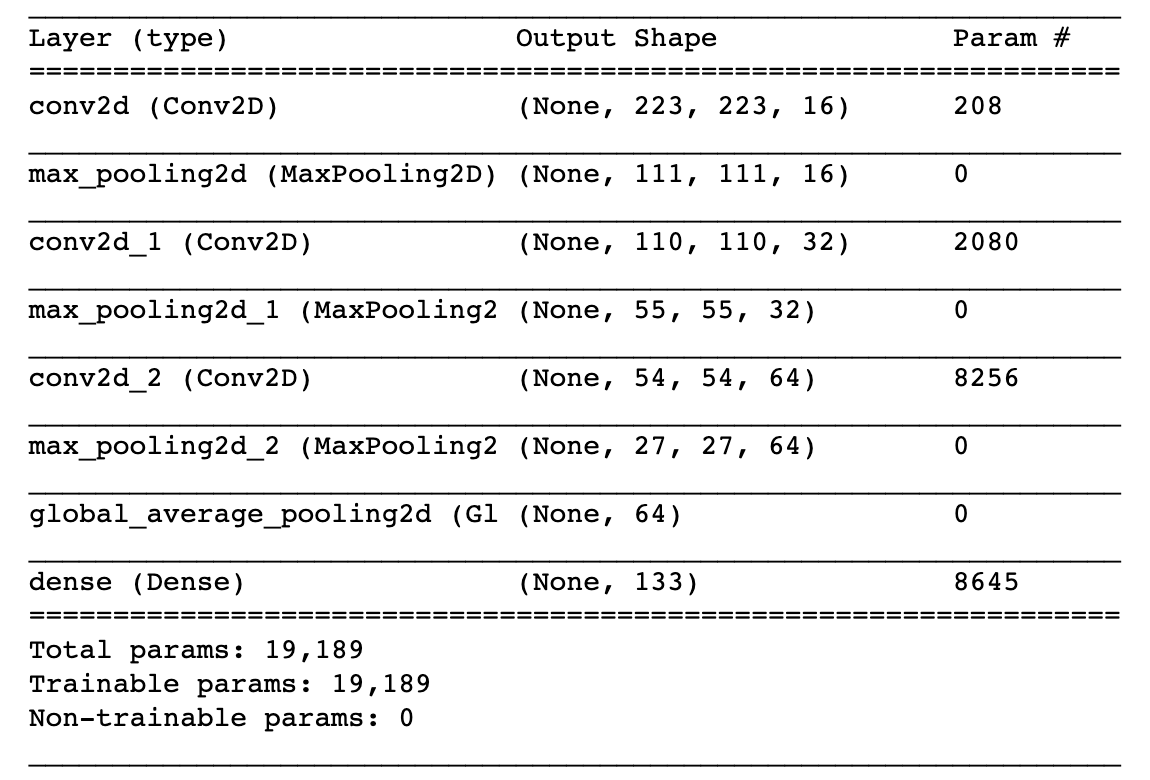 Layer (type) Output Shape Param #
=================================================================
conv2d (Conv2D) (None, 223, 223, 16) 208
max_pooling2d (MaxPooling2D) (None, 111, 111, 16) 0
conv2d_1 (Conv2D) (None, 110, 110, 32) 2080
max_pooling2d_1 (MaxPooling2 (None, 55, 55, 32) 0
conv2d_2 (Conv2D) (None, 54, 54, 64) 8256
max_pooling2d_2 (MaxPooling2 (None, 27, 27, 64) 0
global_average_pooling2d (Gl (None, 64) 0
dense (Dense) (None, 133) 8645
=================================================================
Total params: 19,189
Trainable params: 19,189
Non-trainable params: 0